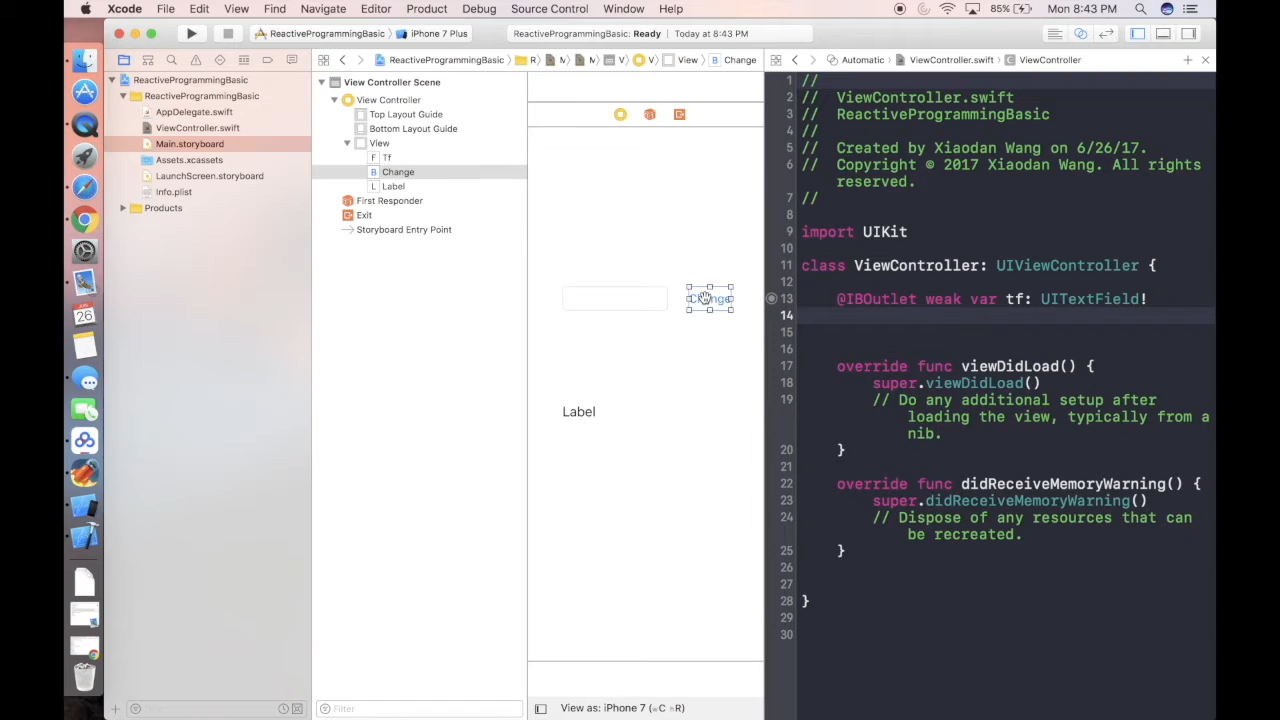 Xcode File Edit View Find Navigate Editor Product Debug Source Control Window Help 85% Mon 8:43 PM
ReactiveProgrammingBasic iPhone 7 Plus ReactiveProgrammingBasic: Ready Today at 8:43 PM
ReactiveProgrammingBasic R M M V V View B Change Automatic ViewController.swift C ViewController
ReactiveProgrammingBasic
ReactiveProgrammingBasic
AppDelegate.swift
ViewController.swift
Main.storyboard
Assets.xcassets
LaunchScreen.storyboard
Info.plist
Products
View Controller Scene
View Controller
Top Layout Guide
Bottom Layout Guide
View
F Tf
B Change
L Label
First Responder
Exit
Storyboard Entry Point
Filter
Change
Label
View as: iPhone 7 (wC hR)
1 //
2 // ViewController.swift
3 // ReactiveProgrammingBasic
4 //
5 // Created by Xiaodan Wang on 6/26/17.
6 // Copyright © 2017 Xiaodan Wang. All rights
reserved.
7 //
8
9 import UIKit
10
11 class ViewController: UIViewController {
12
13 @IBOutlet weak var tf: UITextField!
14
15
16
17 override func viewDidLoad() {
18 super.viewDidLoad()
19 // Do any additional setup after
loading the view, typically from a
nib.
20 }
21
22 override func didReceiveMemoryWarning() {
23 super.didReceiveMemoryWarning()
24 // Dispose of any resources that can
be recreated.
25 }
26
27
28 }
29
30
JUN
26